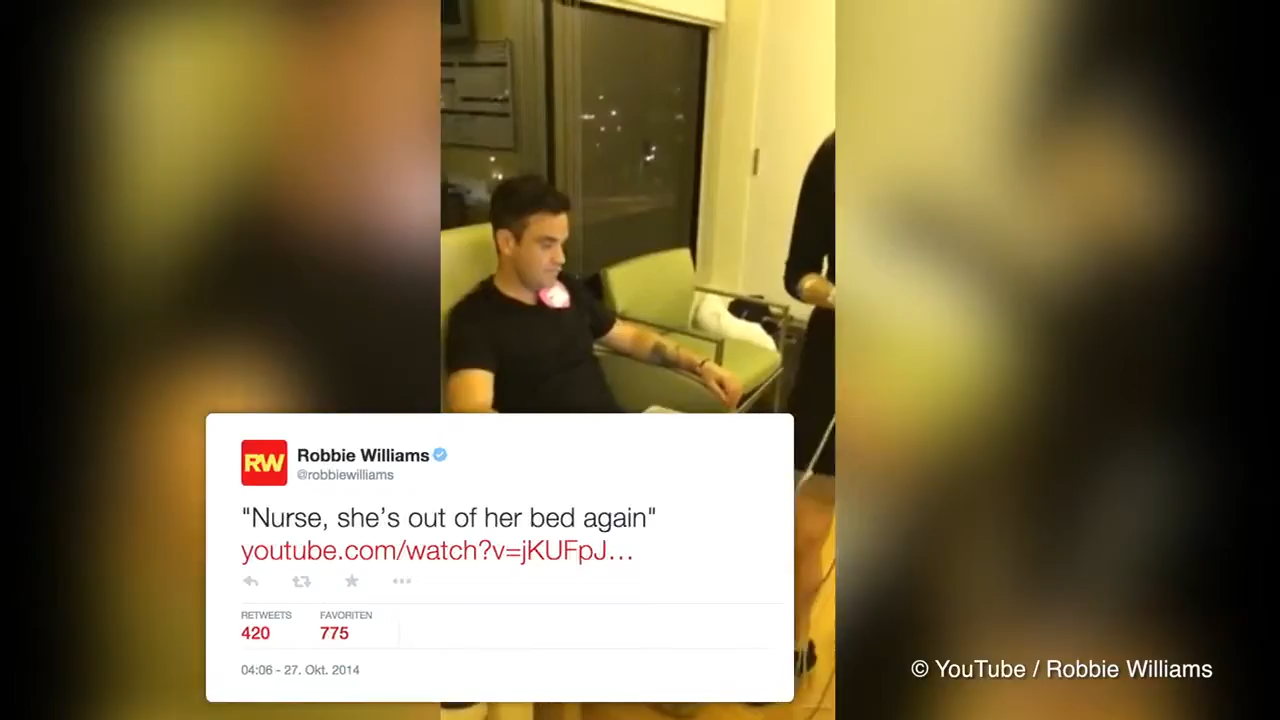 RW
Robbie Williams
@robbiewilliams
"Nurse, she's out of her bed again"
youtube.com/watch?v=jKUFpJ...
RETWEETS FAVORITEN
420 775
04:06 - 27. Okt. 2014
© YouTube / Robbie Williams